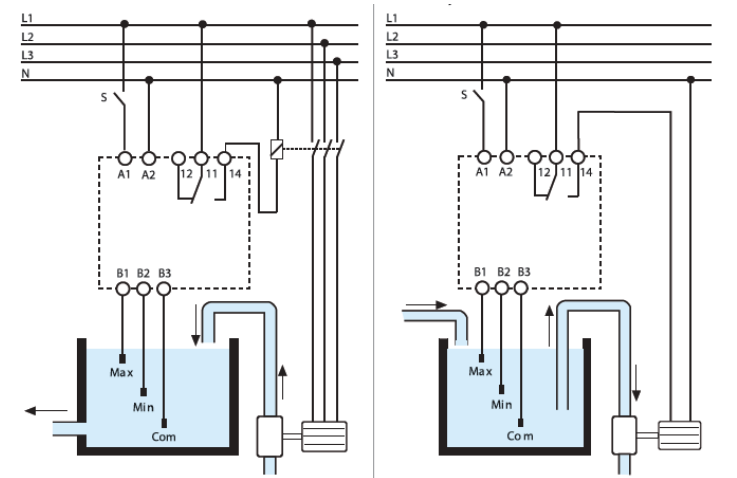 L1
L2
L3
N
S
A1 A2 12 11 14
B1 B2 B3
Max
Min
Com
L1
L2
L3
N
S
A1 A2 12 11 14
B1 B2 B3
Max
Min
Com